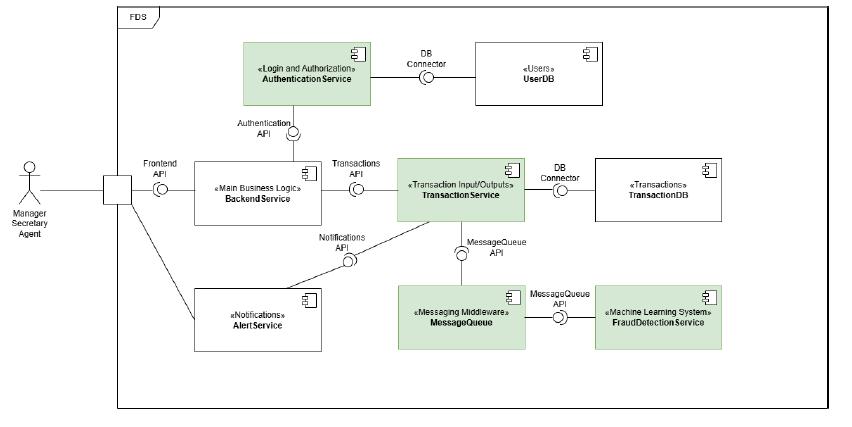 FDS
«Login and Authorization»
AuthenticationService
DB
Connector
«Users»
UserDB
Authentication
API
Frontend
API
«Main Business Logic»
BackendService
Transactions
API
«Transaction Input/Outputs»
TransactionService
DB
Connector
«Transactions»
TransactionDB
Manager
Secretary
Agent
Notifications
API
MessageQueue
API
«Notifications»
AlertService
«Messaging Middleware»
MessageQueue
MessageQueue
API
«Machine Learning System»
FraudDetectionService